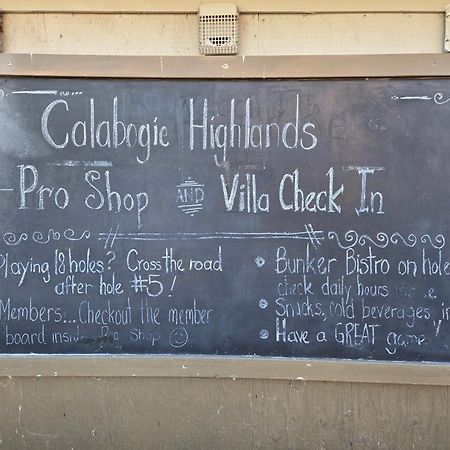 Calabogie Highlands
Pro Shop AND Villa Check In
Playing 18 holes? Cross the road
after hole #5!
Members... Checkout the member
board inside Pro Shop ☺
Bunker Bistro on hole
check daily hours
Snacks, cold beverages in
Have a GREAT game!